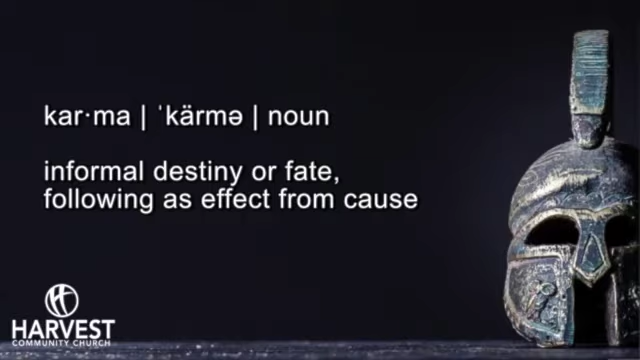 kar·ma | ˈkärmə | noun
informal destiny or fate,
following as effect from cause
HARVEST
COMMUNITY CHURCH